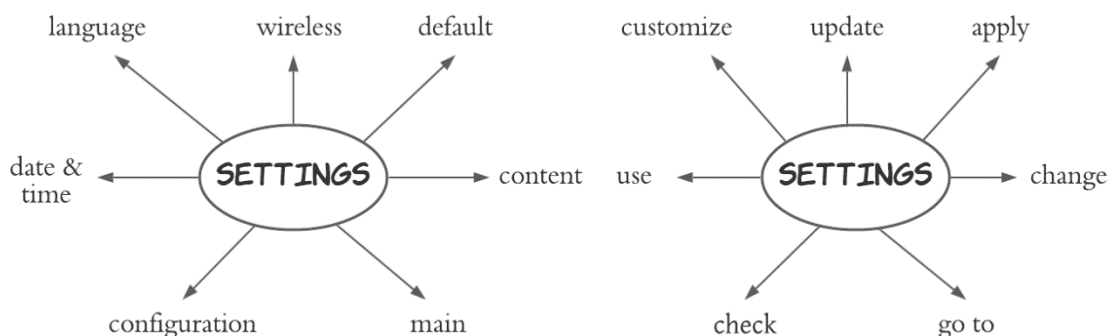 language
wireless
default
customize
update
apply
date &
time
SETTINGS
content
use
SETTINGS
change
configuration
main
check
go to